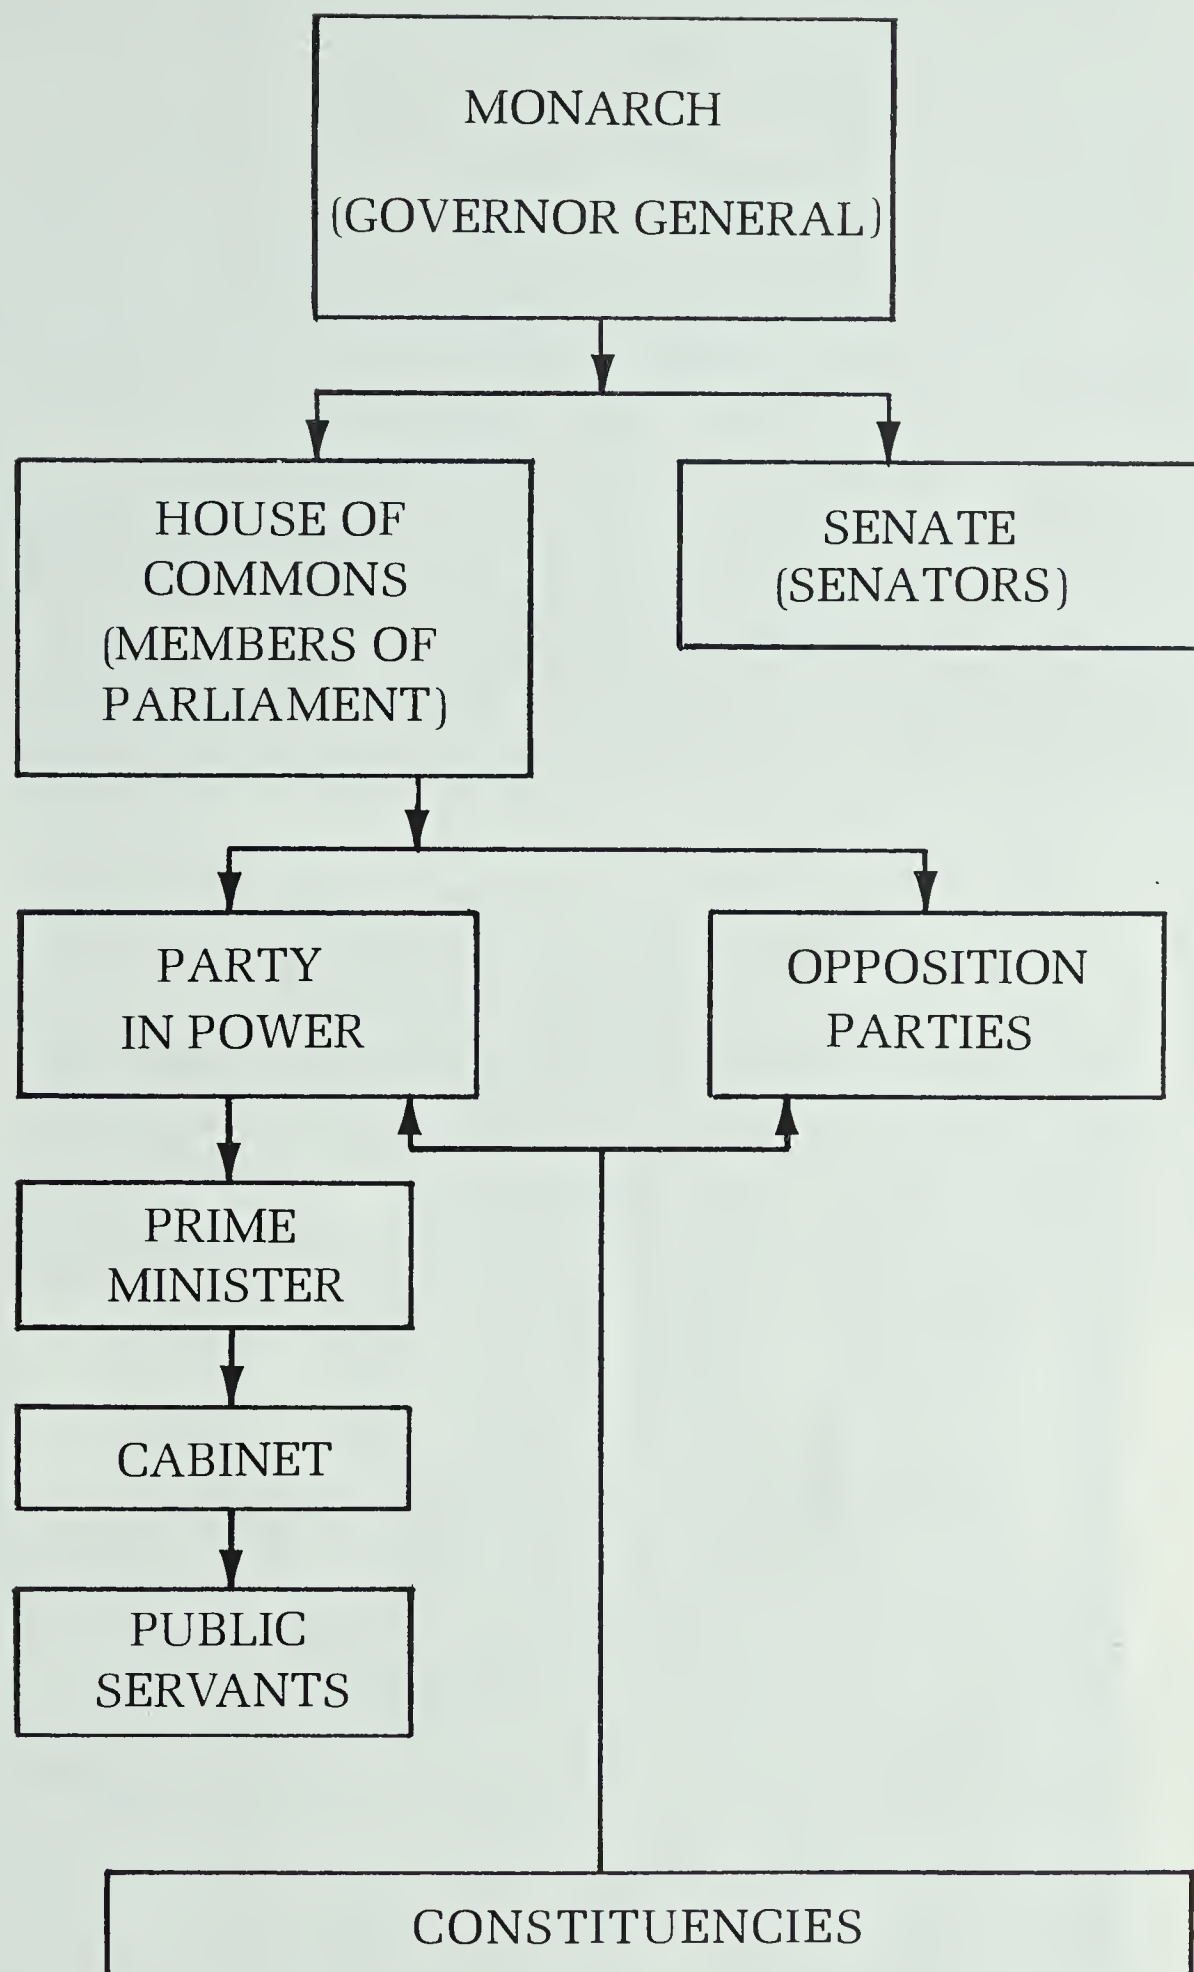 MONARCH
(GOVERNOR GENERAL)
HOUSE OF
COMMONS
(MEMBERS OF
PARLIAMENT)
SENATE
(SENATORS)
PARTY
IN POWER
OPPOSITION
PARTIES
PRIME
MINISTER
CABINET
PUBLIC
SERVANTS
CONSTITUENCIES